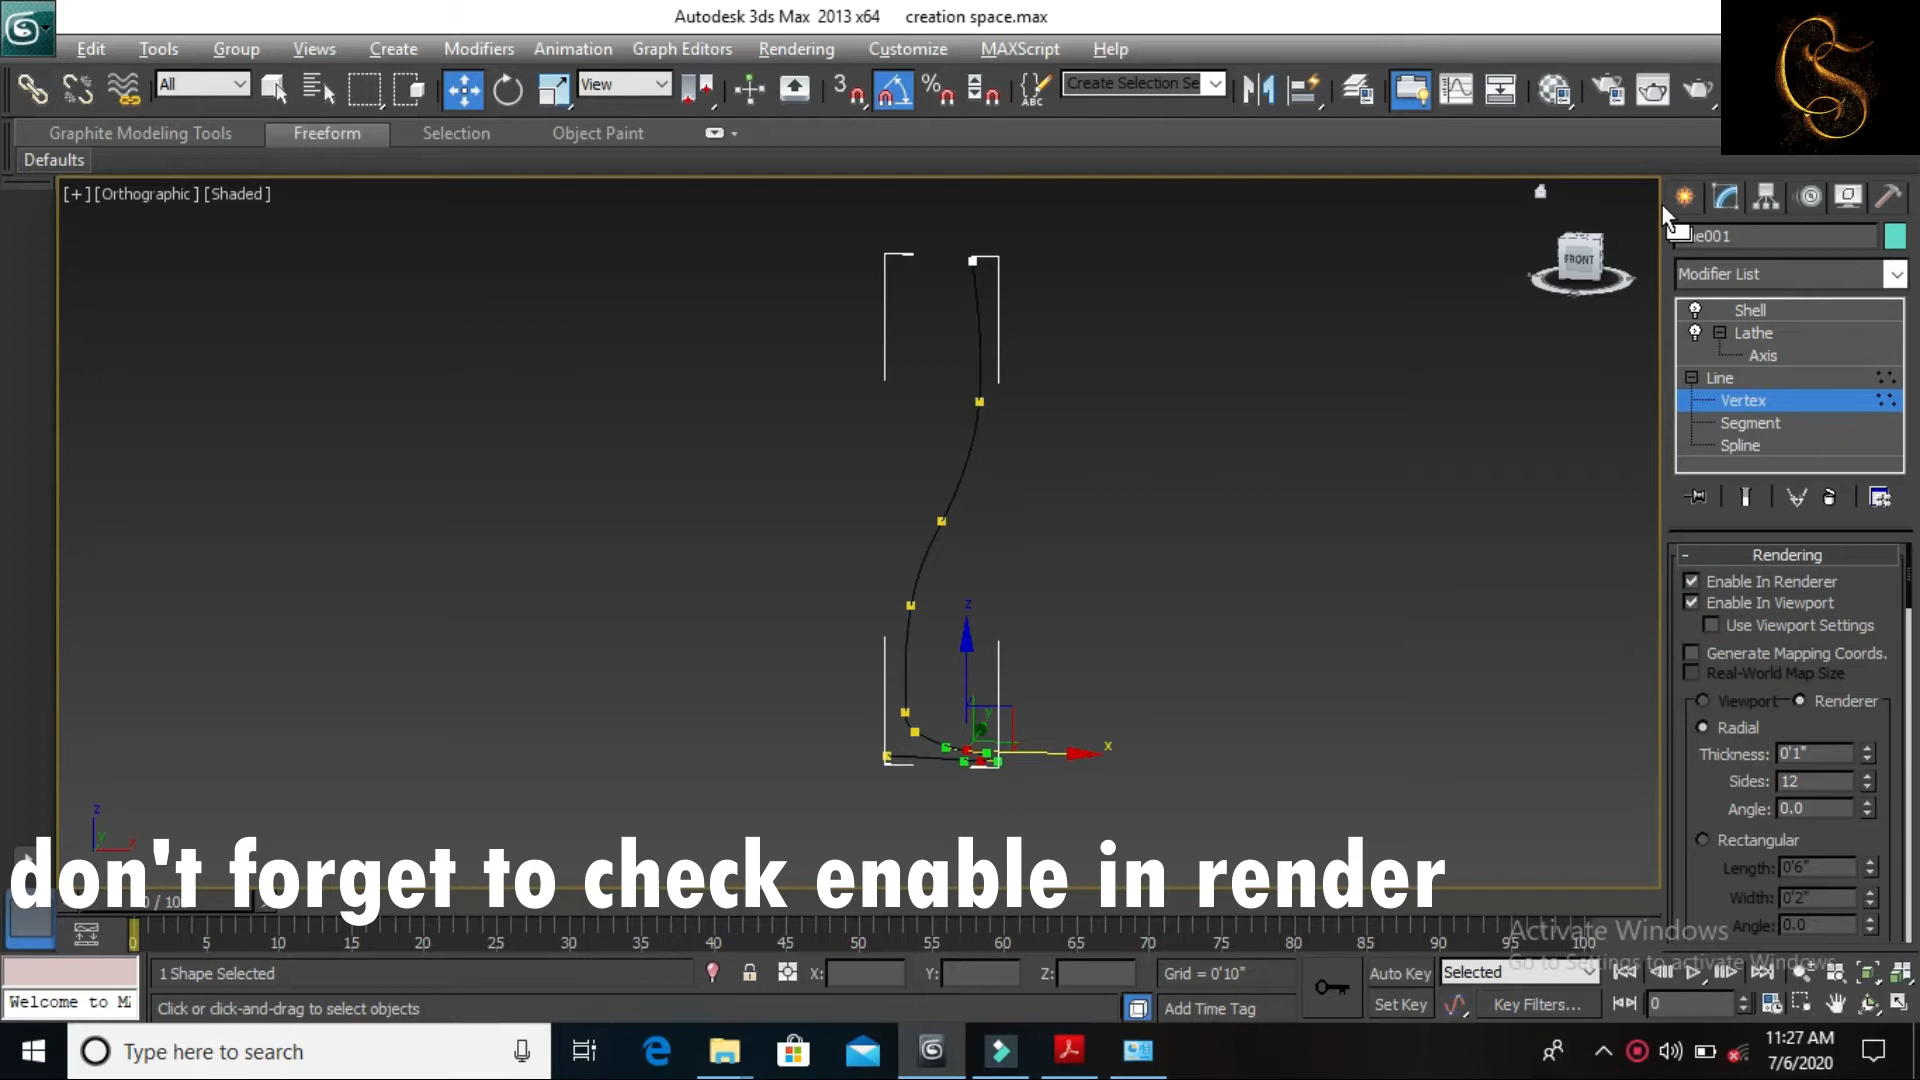 Autodesk 3ds Max 2013 x64 creation space.max
Edit Tools Group Views Create Modifiers Animation Graph Editors Rendering Customize MAXScript Help
All View 3 % ABC Create Selection Se
Graphite Modeling Tools Freeform Selection Object Paint
Defaults
[+][Orthographic][Shaded]
FRONT
e001
Modifier List
Shell
Lathe
Axis
Line
Vertex
Segment
Spline
Rendering
Enable In Renderer
Enable In Viewport
Use Viewport Settings
Generate Mapping Coords.
Real-World Map Size
Viewport Renderer
Radial
Thickness: 0'1"
Sides: 12
Angle: 0.0
Rectangular
Length: 0'6"
Width: 0'2"
Angle: 0.0
z
y
x
z
y
x
don't forget to check enable in render
0 5 10 15 20 25 30 35 40 45 50 55 60 65 70 75 80 85 90 95 100
Activate Windows
Go to Settings to activate Windows.
1 Shape Selected X: Y: Z: Grid = 0'10" Auto Key Selected
Welcome to M Click or click-and-drag to select objects Add Time Tag Set Key Key Filters... 0
Type here to search
11:27 AM
7/6/2020